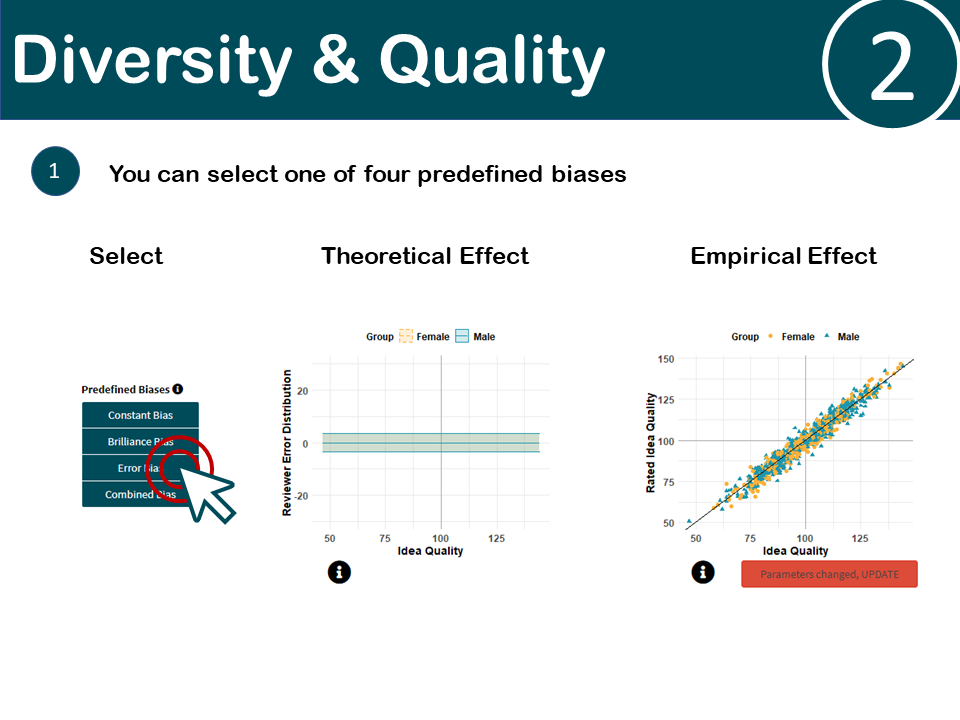 Diversity & Quality
2
1
You can select one of four predefined biases
Select
Theoretical Effect
Empirical Effect
Predefined Biases i
Constant Bias
Brilliance Bias
Error Bias
Combined Bias
Group Female Male
Reviewer Error Distribution
20
0
-20
50 75 100 125
Idea Quality
i
Group Female Male
Rated Idea Quality
150
125
100
75
50
50 75 100 125
Idea Quality
i
Parameters changed, UPDATE